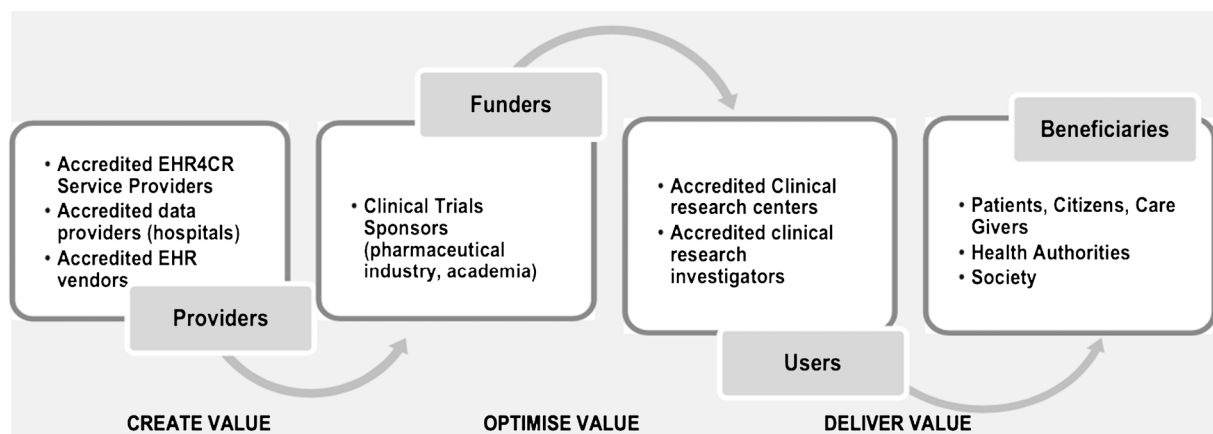 • Accredited EHR4CR
Service Providers
• Accredited data
providers (hospitals)
• Accredited EHR
vendors
Providers
Funders
• Clinical Trials
Sponsors
(pharmaceutical
industry, academia)
• Accredited Clinical
research centers
• Accredited clinical
research
investigators
Users
Beneficiaries
• Patients, Citizens, Care
Givers
• Health Authorities
• Society
CREATE VALUE
OPTIMISE VALUE
DELIVER VALUE